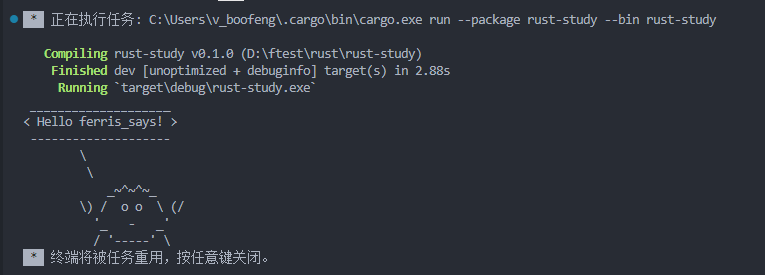 * 正在执行任务: C:\Users\v_boofeng\.cargo\bin\cargo.exe run --package rust-study --bin rust-study
Compiling rust-study v0.1.0 (D:\ftest\rust\rust-study)
Finished dev [unoptimized + debuginfo] target(s) in 2.88s
Running `target\debug\rust-study.exe`
 ___________________
< Hello ferris_says! >
 -------------------
        \
         \
            _~^~^~_
        \) /  o o  \ (/
          '_   -   _'
          / '-----' \
* 终端将被任务重用，按任意键关闭。